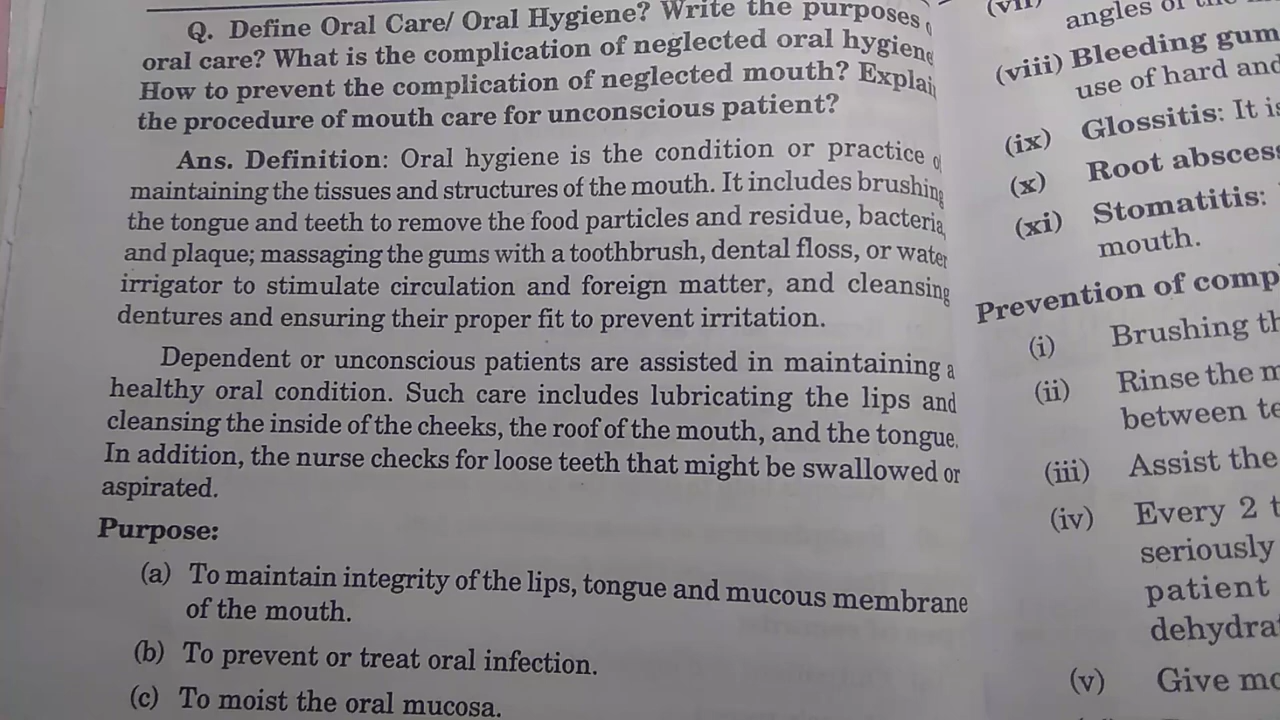 Q. Define Oral Care/ Oral Hygiene? Write the purposes
oral care? What is the complication of neglected oral hygiene
How to prevent the complication of neglected mouth? Explain
the procedure of mouth care for unconscious patient?
Ans. Definition: Oral hygiene is the condition or practice of
maintaining the tissues and structures of the mouth. It includes brushing
the tongue and teeth to remove the food particles and residue, bacteria,
and plaque; massaging the gums with a toothbrush, dental floss, or water
irrigator to stimulate circulation and foreign matter, and cleansing
dentures and ensuring their proper fit to prevent irritation.
Dependent or unconscious patients are assisted in maintaining a
healthy oral condition. Such care includes lubricating the lips and
cleansing the inside of the cheeks, the roof of the mouth, and the tongue.
In addition, the nurse checks for loose teeth that might be swallowed or
aspirated.
Purpose:
(a) To maintain integrity of the lips, tongue and mucous membrane
of the mouth.
(b) To prevent or treat oral infection.
(c) To moist the oral mucosa.
(vii)
angles of the
(viii) Bleeding gum
use of hard and
(ix) Glossitis: It is
(x) Root abscess
(xi) Stomatitis:
mouth.
Prevention of comp
(i) Brushing th
(ii) Rinse the m
between te
(iii) Assist the
(iv) Every 2 t
seriously
patient
dehydrat
(v) Give mo